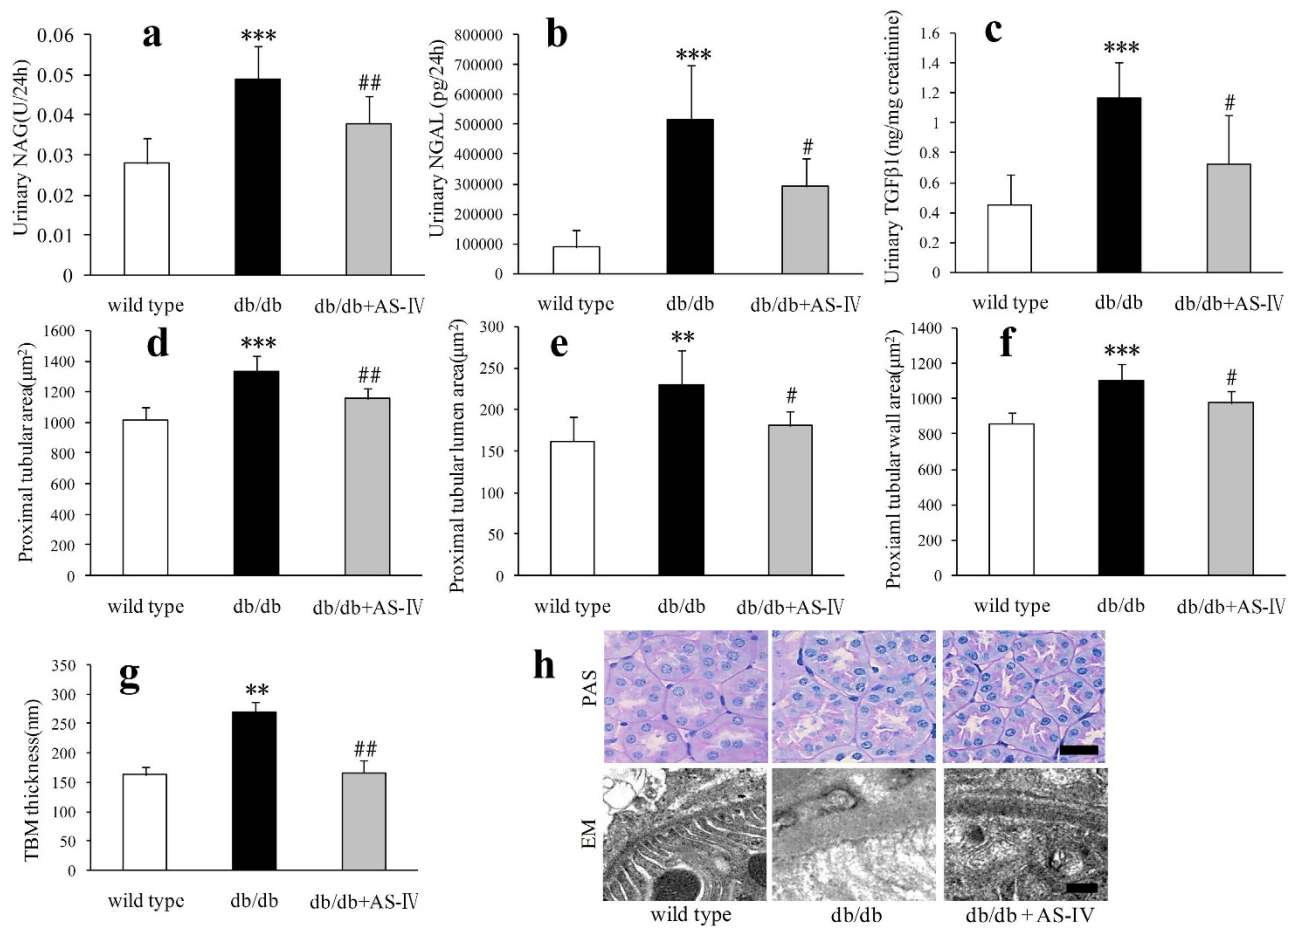 a
Urinary NAG(U/24h)
0.06
0.05
0.04
0.03
0.02
0.01
0
***
##
wild type db/db db/db+AS-IV
b
Urinary NGAL (pg/24h)
800000
700000
600000
500000
400000
300000
200000
100000
0
***
#
wild type db/db db/db+AS-IV
c
Urinary TGFβ1(ng/mg creatinine)
1.6
1.4
1.2
1
0.8
0.6
0.4
0.2
0
***
#
wild type db/db db/db+AS-IV
d
Proximal tubular area(μm²)
1600
1400
1200
1000
800
600
400
200
0
***
##
wild type db/db db/db+AS-IV
e
Proximal tubular lumen area(μm²)
300
250
200
150
100
50
0
**
#
wild type db/db db/db+AS-IV
f
Proxiaml tubular wall area(μm²)
1400
1200
1000
800
600
400
200
0
***
#
wild type db/db db/db+AS-IV
g
TBM thickness(nm)
350
300
250
200
150
100
50
0
**
##
wild type db/db db/db+AS-IV
h
PAS
EM
wild type db/db db/db+AS-IV